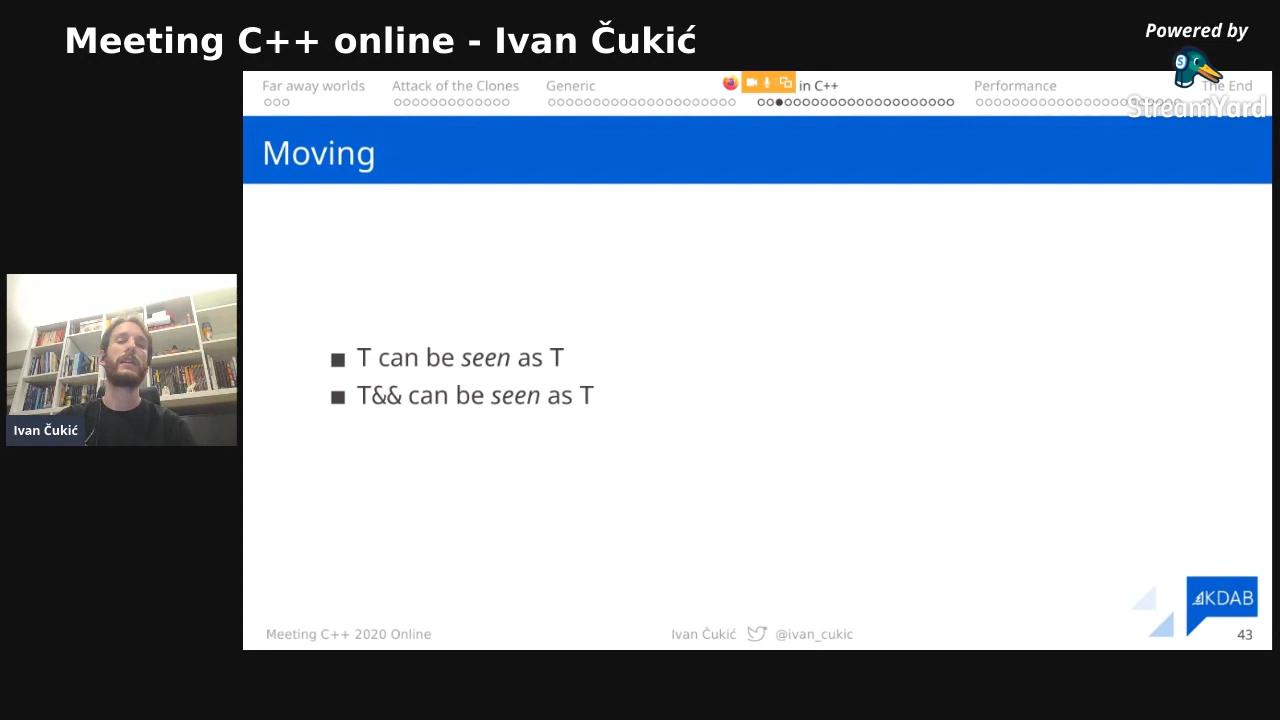 Meeting C++ online - Ivan Čukić
Powered by
StreamYard
Far away worlds
Attack of the Clones
Generic
in C++
Performance
The End
Moving
T can be seen as T
T&& can be seen as T
Ivan Čukić
KDAB
Meeting C++ 2020 Online
Ivan Čukić
@ivan_cukic
43